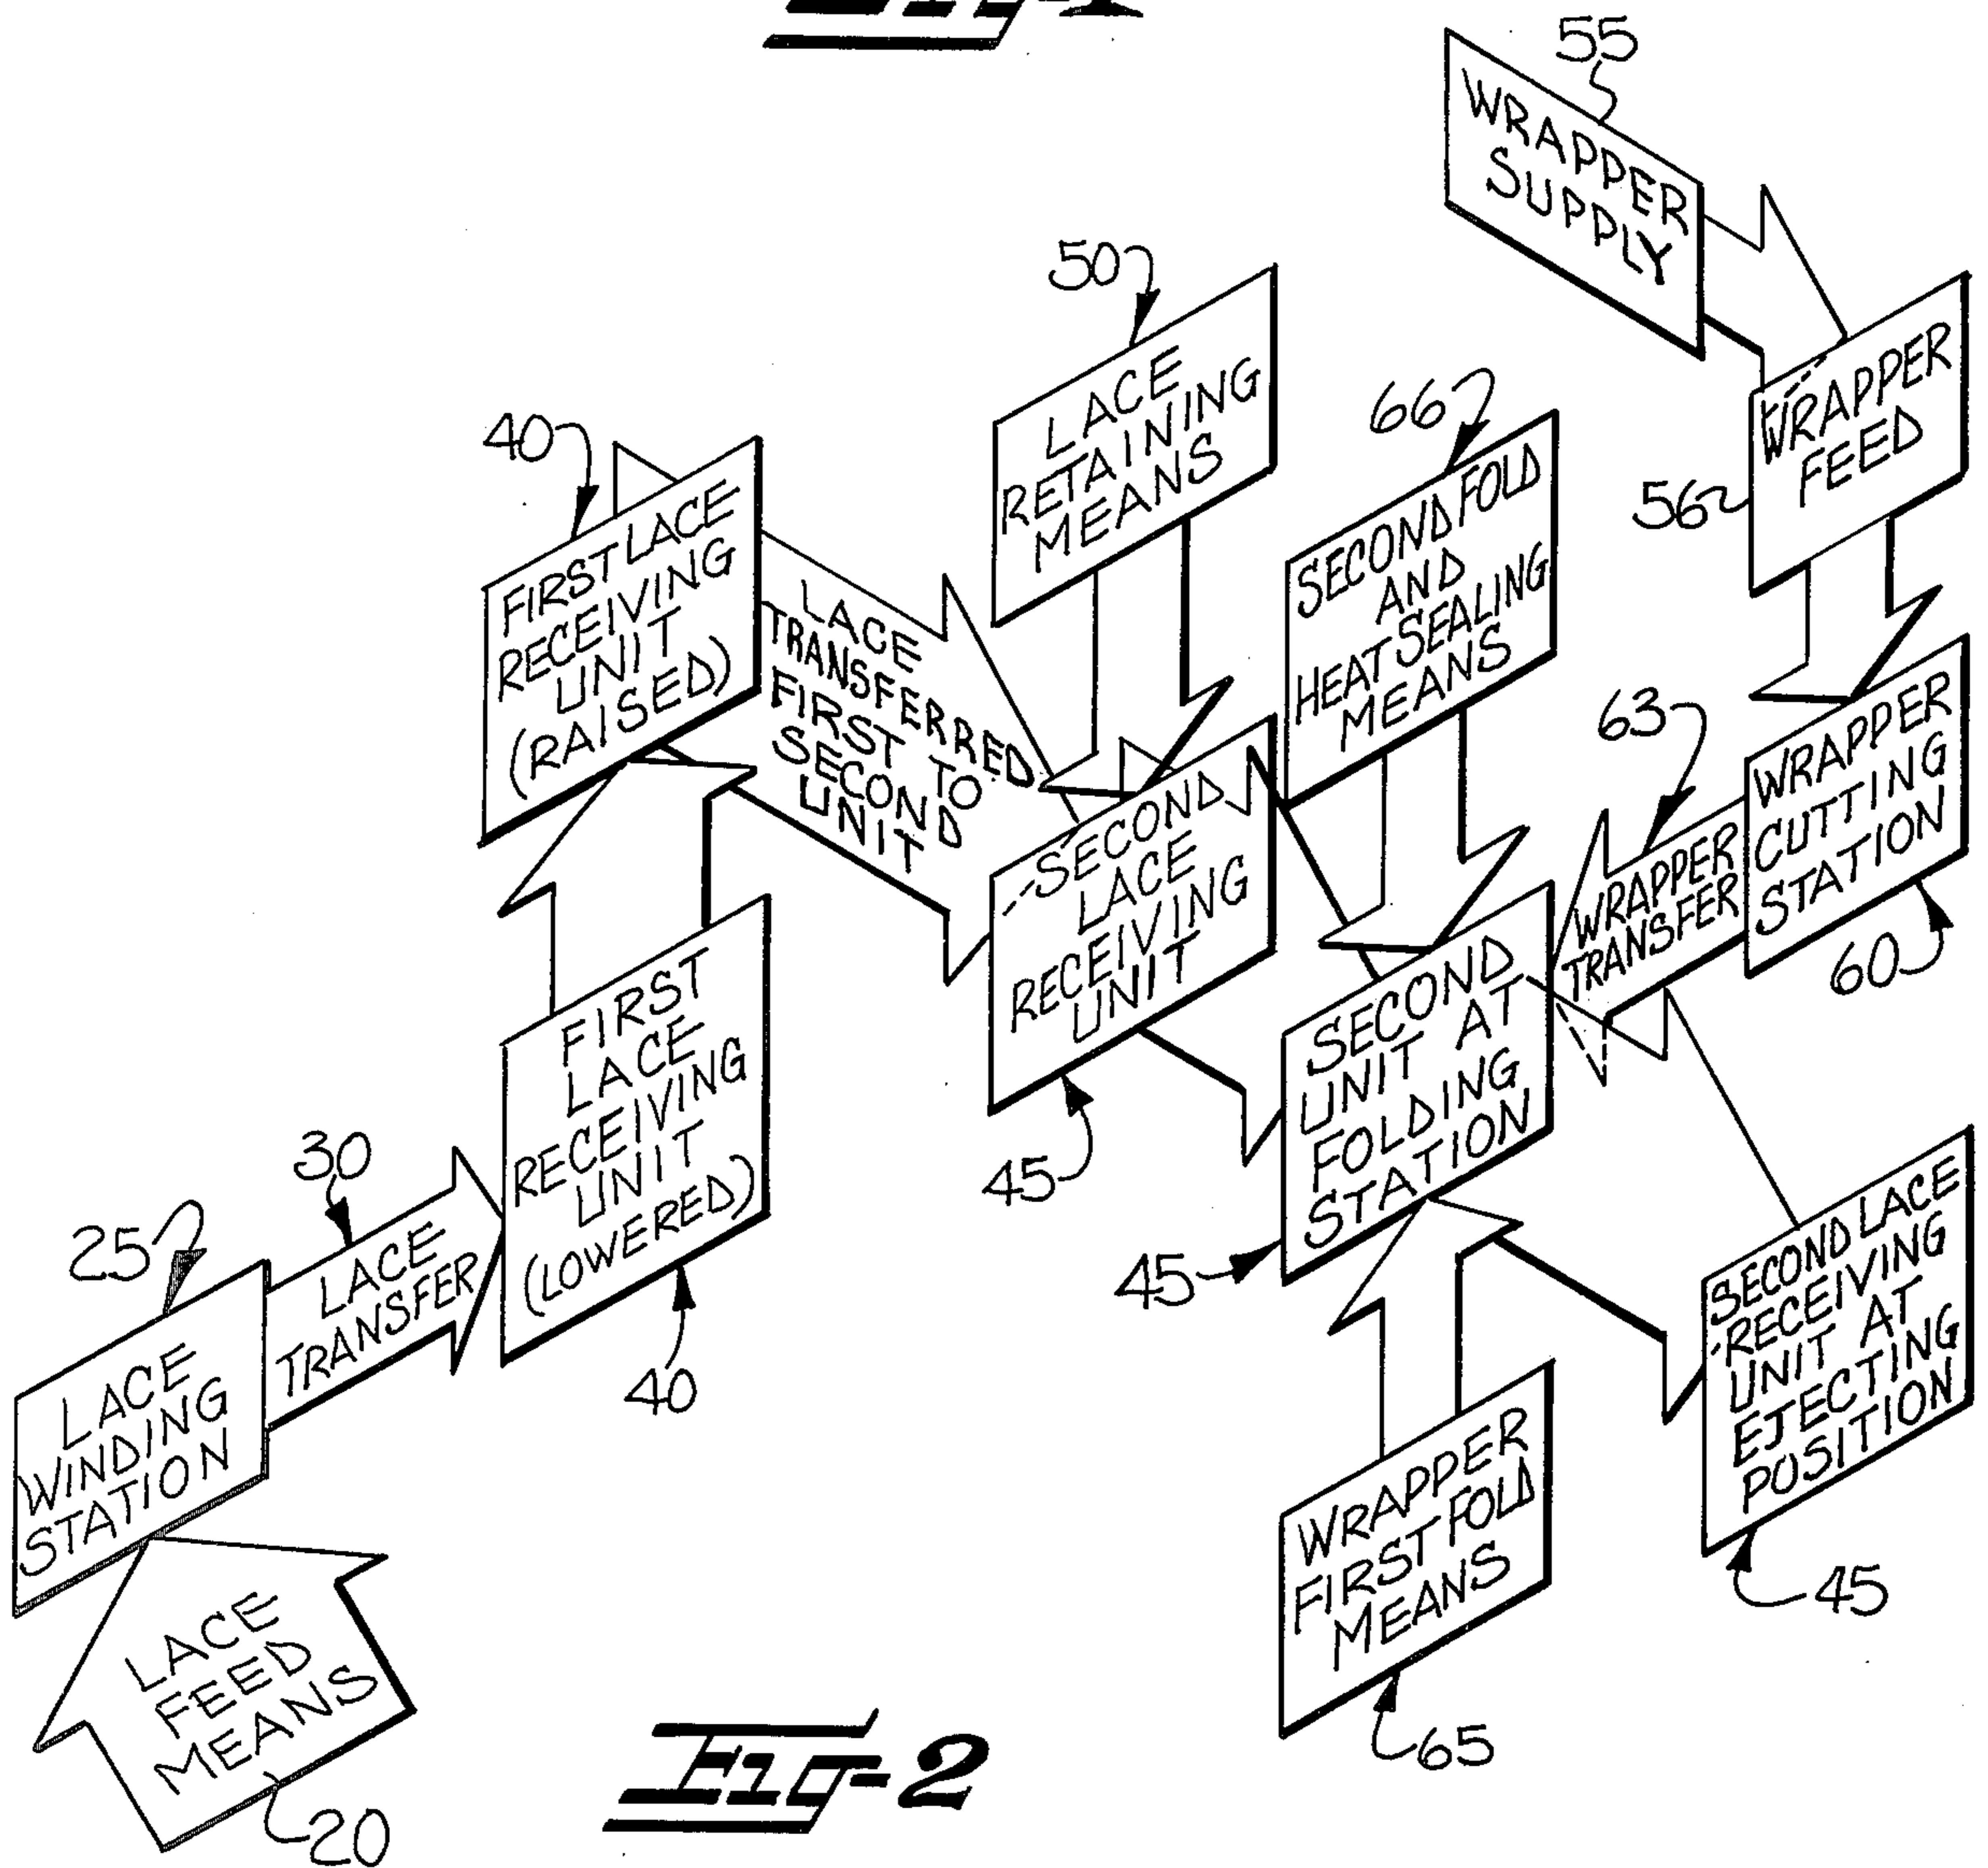 55
WRAPPER
SUPPLY
50
LACE
RETAINING
MEANS
66
SECOND FOLD
AND
HEAT SEALING
MEANS
WRAPPER
FEED
56
40
FIRST LACE
RECEIVING
UNIT
(RAISED)
LACE
TRANSFERRED
FIRST TO
SECOND
UNIT
63
WRAPPER
TRANSFER
WRAPPER
CUTTING
STATION
60
SECOND
LACE
RECEIVING
UNIT
45
FIRST
LACE
RECEIVING
UNIT
(LOWERED)
40
SECOND
UNIT AT
FOLDING
STATION
45
30
LACE
TRANSFER
25
LACE
WINDING
STATION
SECOND LACE
RECEIVING
UNIT AT
EJECTING
POSITION
45
WRAPPER
FIRST FOLD
MEANS
65
LACE
FEED
MEANS
20
Fig-2